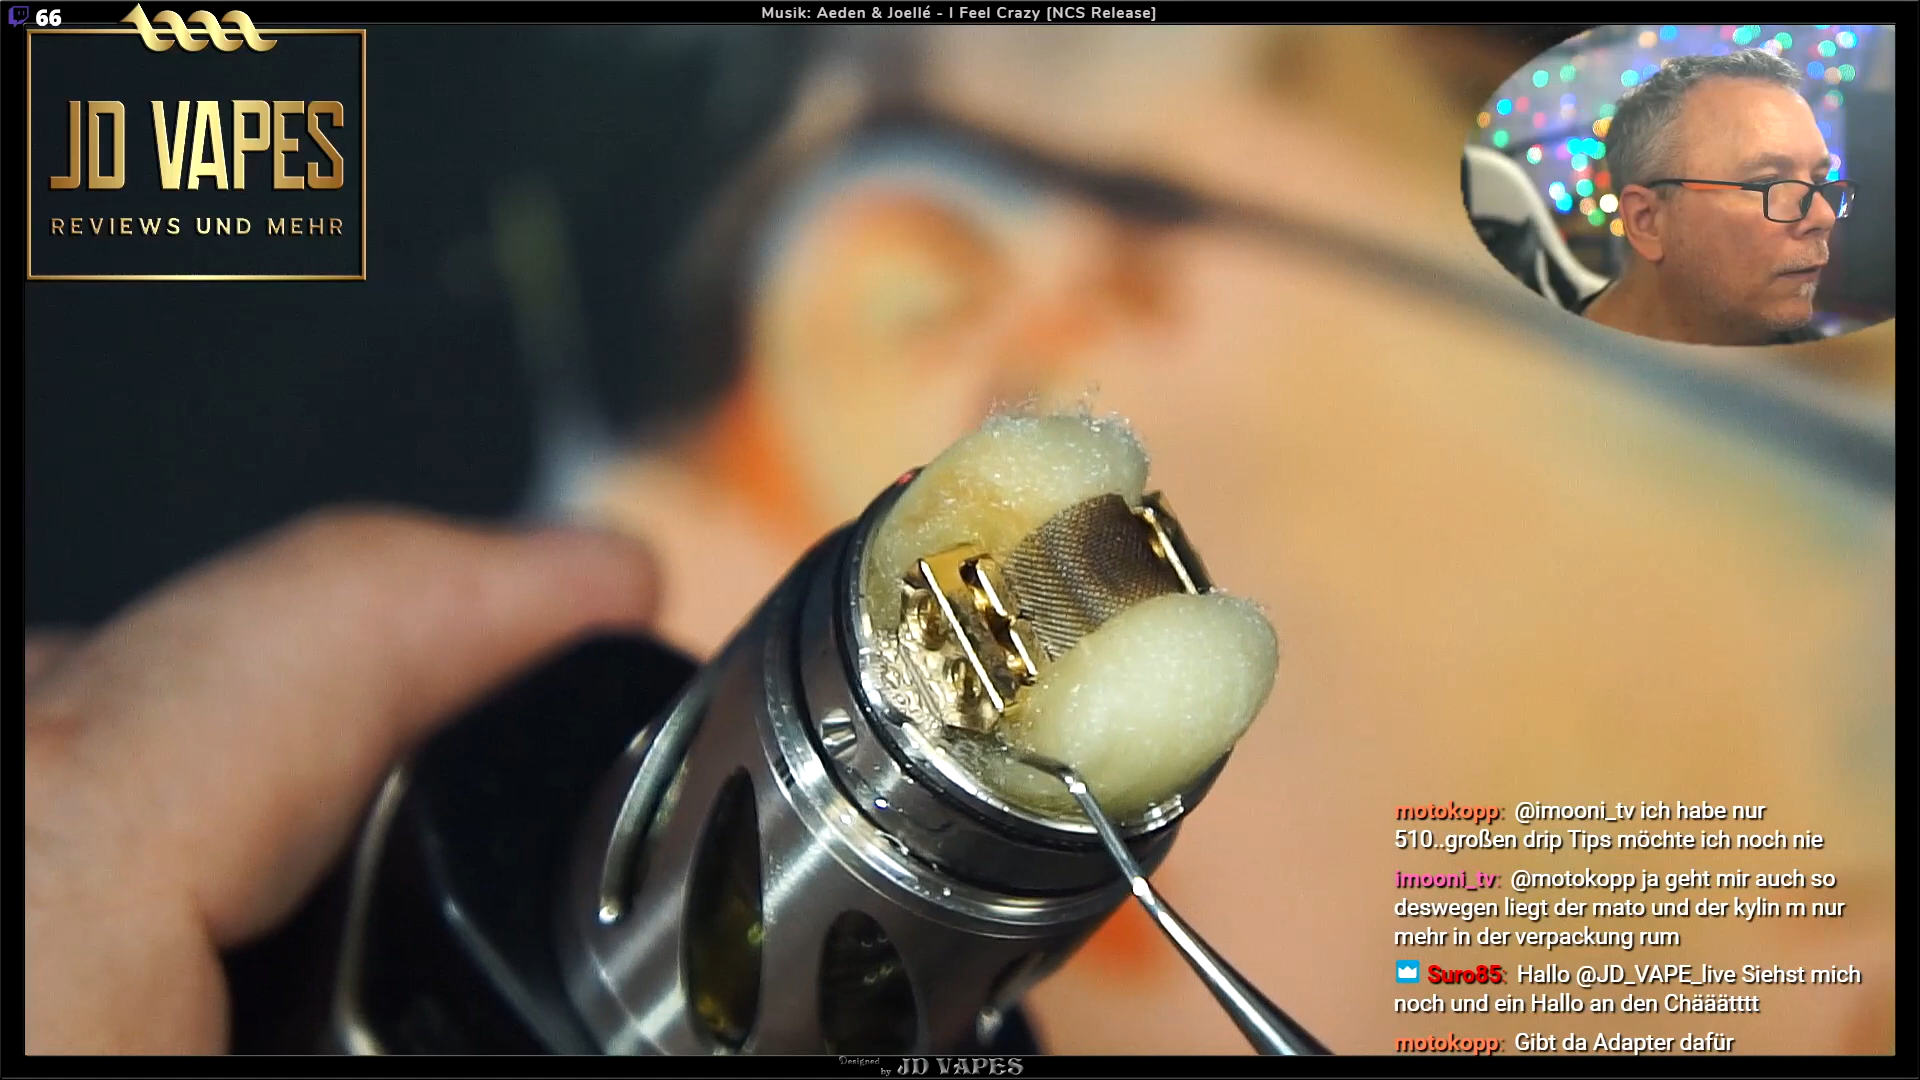 66
Musik: Aeden & Joellé - I Feel Crazy [NCS Release]
JD VAPES
REVIEWS UND MEHR
motokopp: @imooni_tv ich habe nur
510..großen drip Tips möchte ich noch nie
imooni_tv: @motokopp ja geht mir auch so
deswegen liegt der mato und der kylin m nur
mehr in der verpackung rum
Suro85: Hallo @JD_VAPE_live Siehst mich
noch und ein Hallo an den Chääätttt
motokopp: Gibt da Adapter dafür
Designed
by JD VAPES